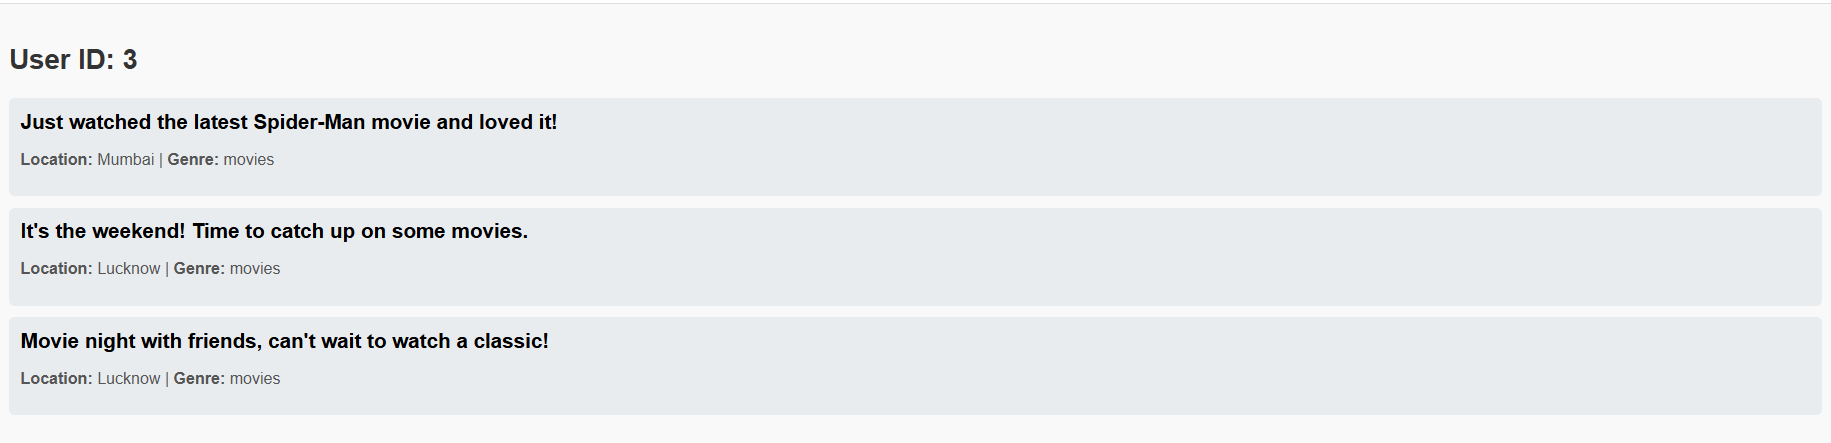 User ID: 3
Just watched the latest Spider-Man movie and loved it!
Location: Mumbai | Genre: movies
It's the weekend! Time to catch up on some movies.
Location: Lucknow | Genre: movies
Movie night with friends, can't wait to watch a classic!
Location: Lucknow | Genre: movies